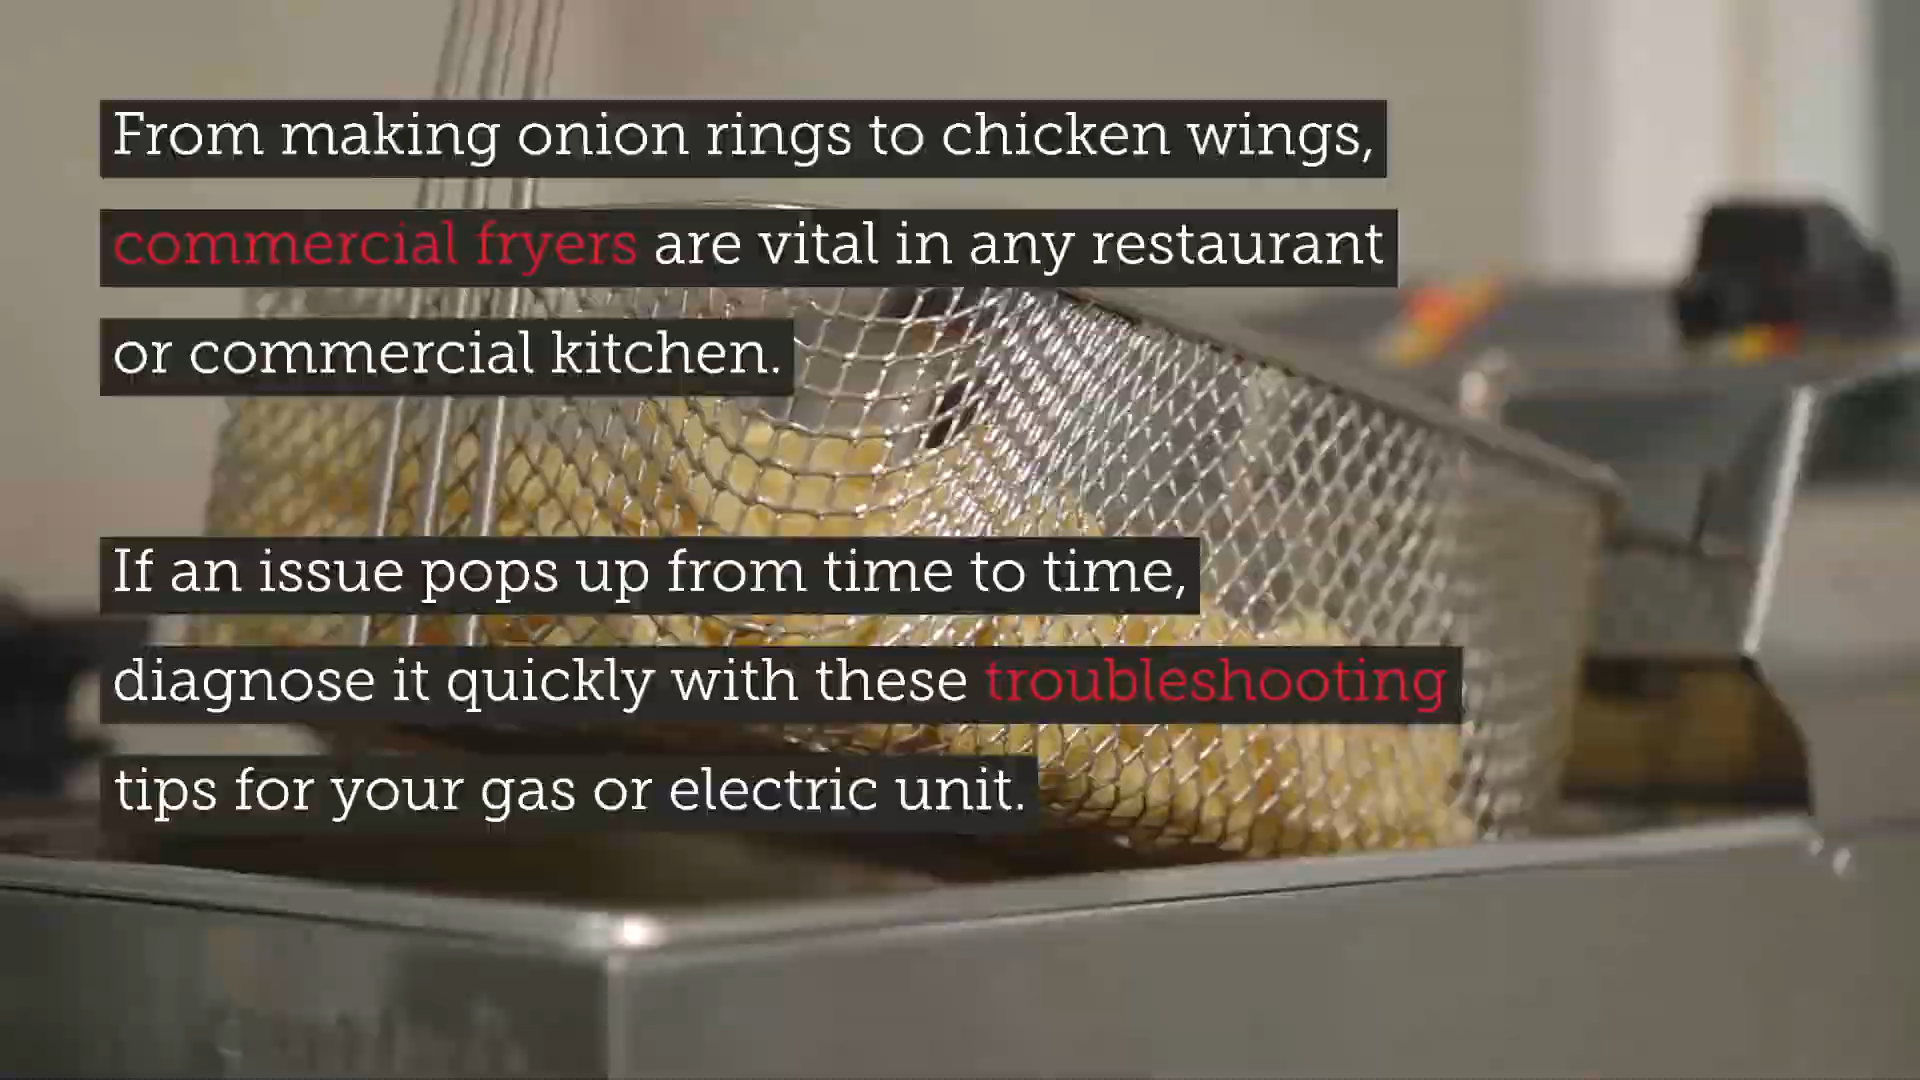 From making onion rings to chicken wings,
commercial fryers are vital in any restaurant
or commercial kitchen.
If an issue pops up from time to time,
diagnose it quickly with these troubleshooting
tips for your gas or electric unit.